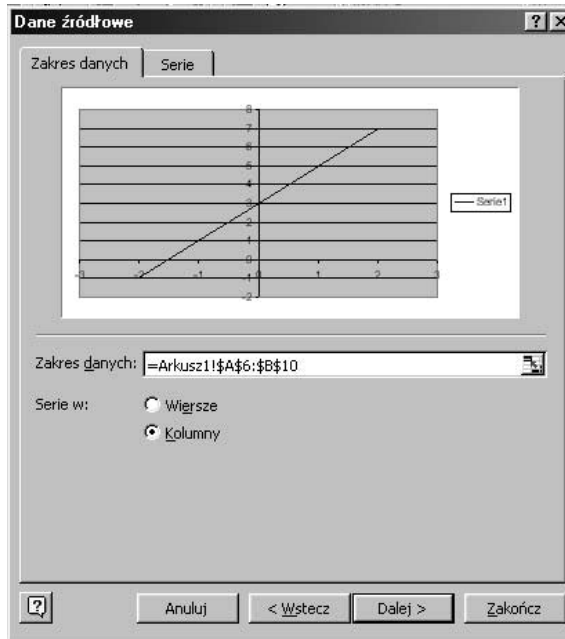 Dane źródłowe
Zakres danych
Serie
8
7
6
5
4
3
2
1
0
-3 -2 -1 0 1 2 3
-1
-2
Serie1
Zakres danych: =Arkusz1!$A$6:$B$10
Serie w:
Wiersze
Kolumny
Anuluj
< Wstecz
Dalej >
Zakończ